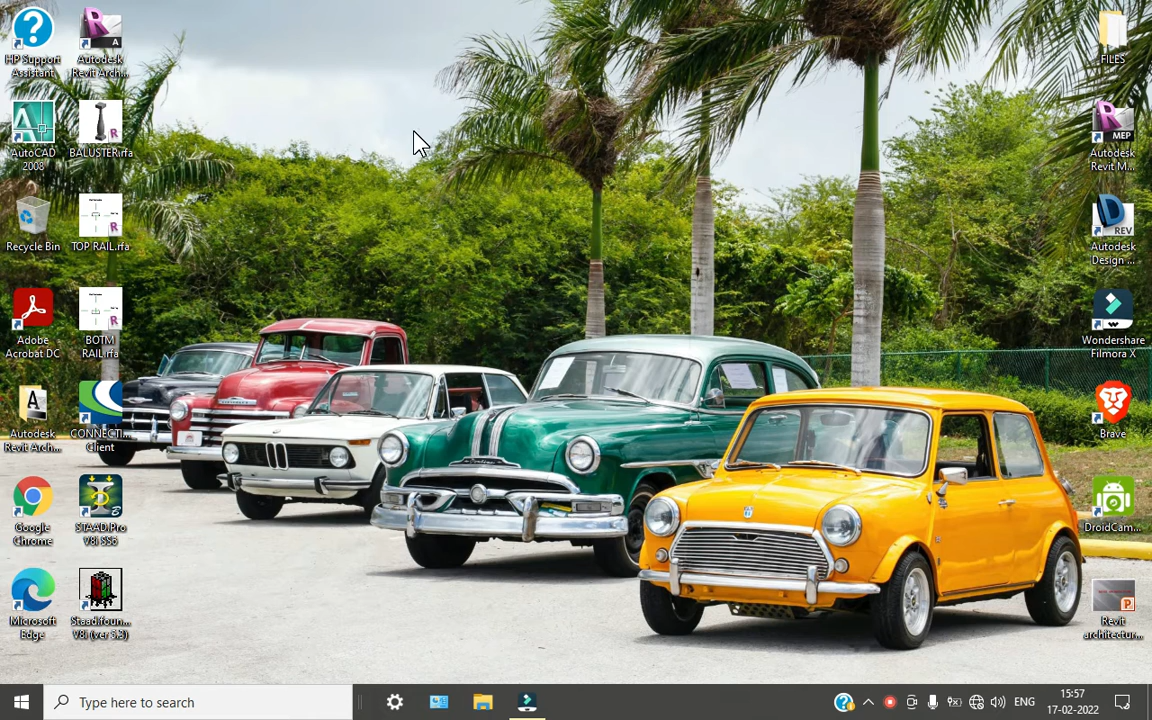 HP Support
Assistant
Autodesk
Revit Arch...
AutoCAD
2008
BALUSTER.rfa
Recycle Bin
TOP RAIL.rfa
Adobe
Acrobat DC
BOTM
RAIL.rfa
Autodesk
Revit Arch...
CONNECTI...
Client
Google
Chrome
STAAD.Pro
V8i SS6
Microsoft
Edge
Staad.foun...
V8i (ver 5.3)
FILES
MEP
Autodesk
Revit M...
REV
Autodesk
Design ...
Wondershare
Filmora X
Brave
DroidCam...
Revit
architectur...
Type here to search
ENG
15:57
17-02-2022